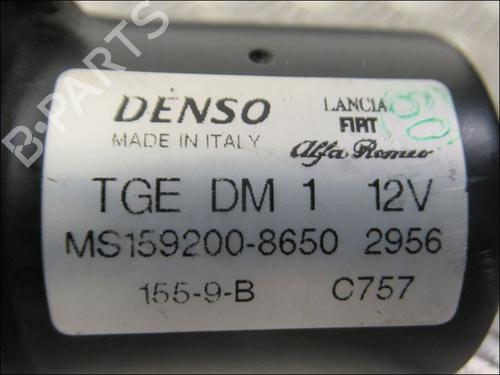 B-PARTS
DENSO
MADE IN ITALY
LANCIA
FIAT
Alfa Romeo
60
TGE DM 1 12V
MS159200-8650 2956
155-9-B C757